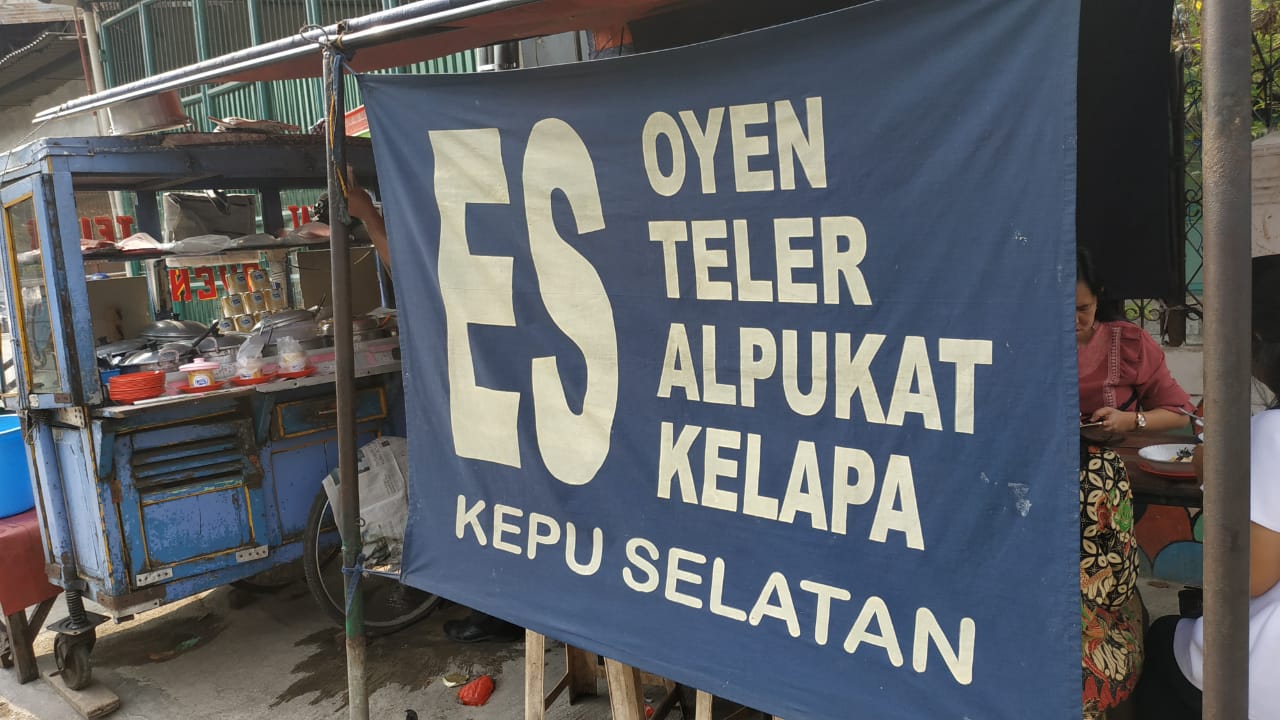 ES
OYEN
TELER
ALPUKAT
KELAPA
KEPU SELATAN